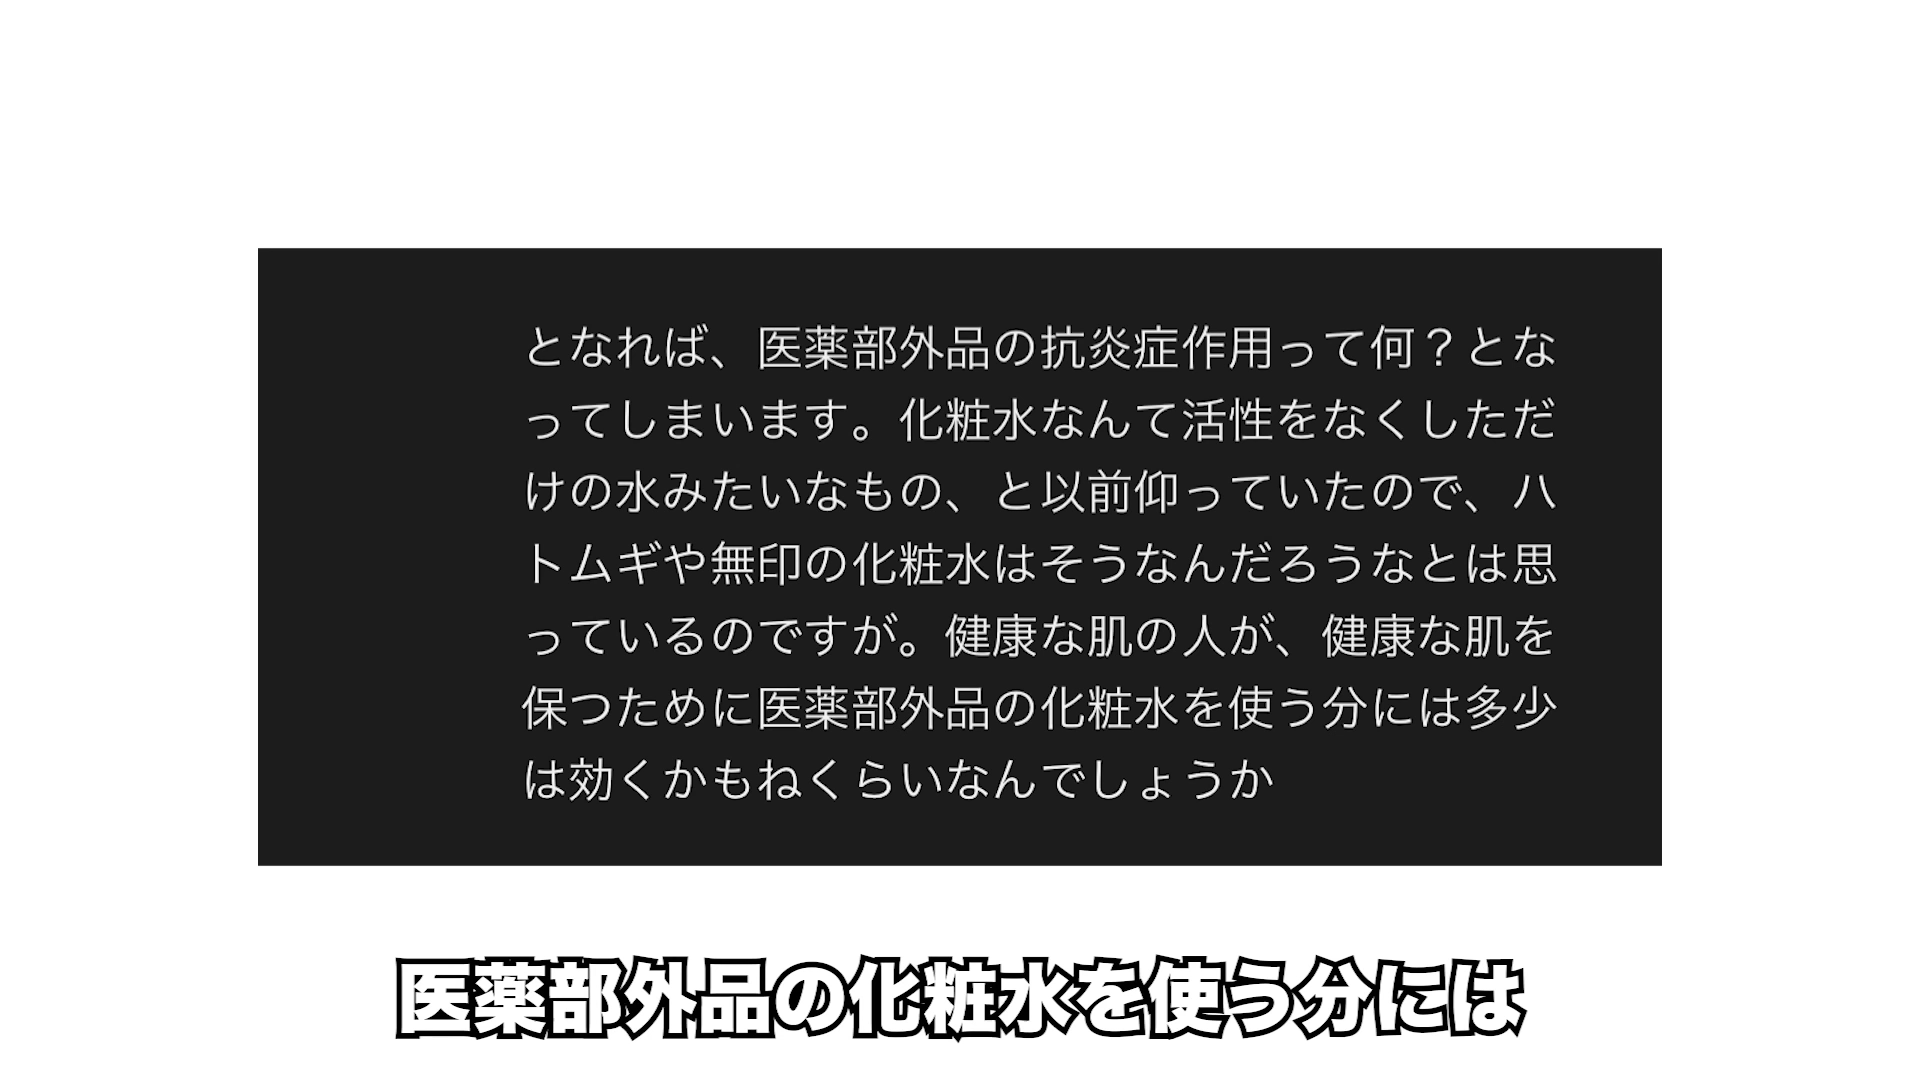 となれば、医薬部外品の抗炎症作用って何？とな
ってしまいます。化粧水なんて活性をなくしただ
けの水みたいなもの、と以前仰っていたので、ハ
トムギや無印の化粧水はそうなんだろうなとは思
っているのですが。健康な肌の人が、健康な肌を
保つために医薬部外品の化粧水を使う分には多少
は効くかもねくらいなんでしょうか
医薬部外品の化粧水を使う分には